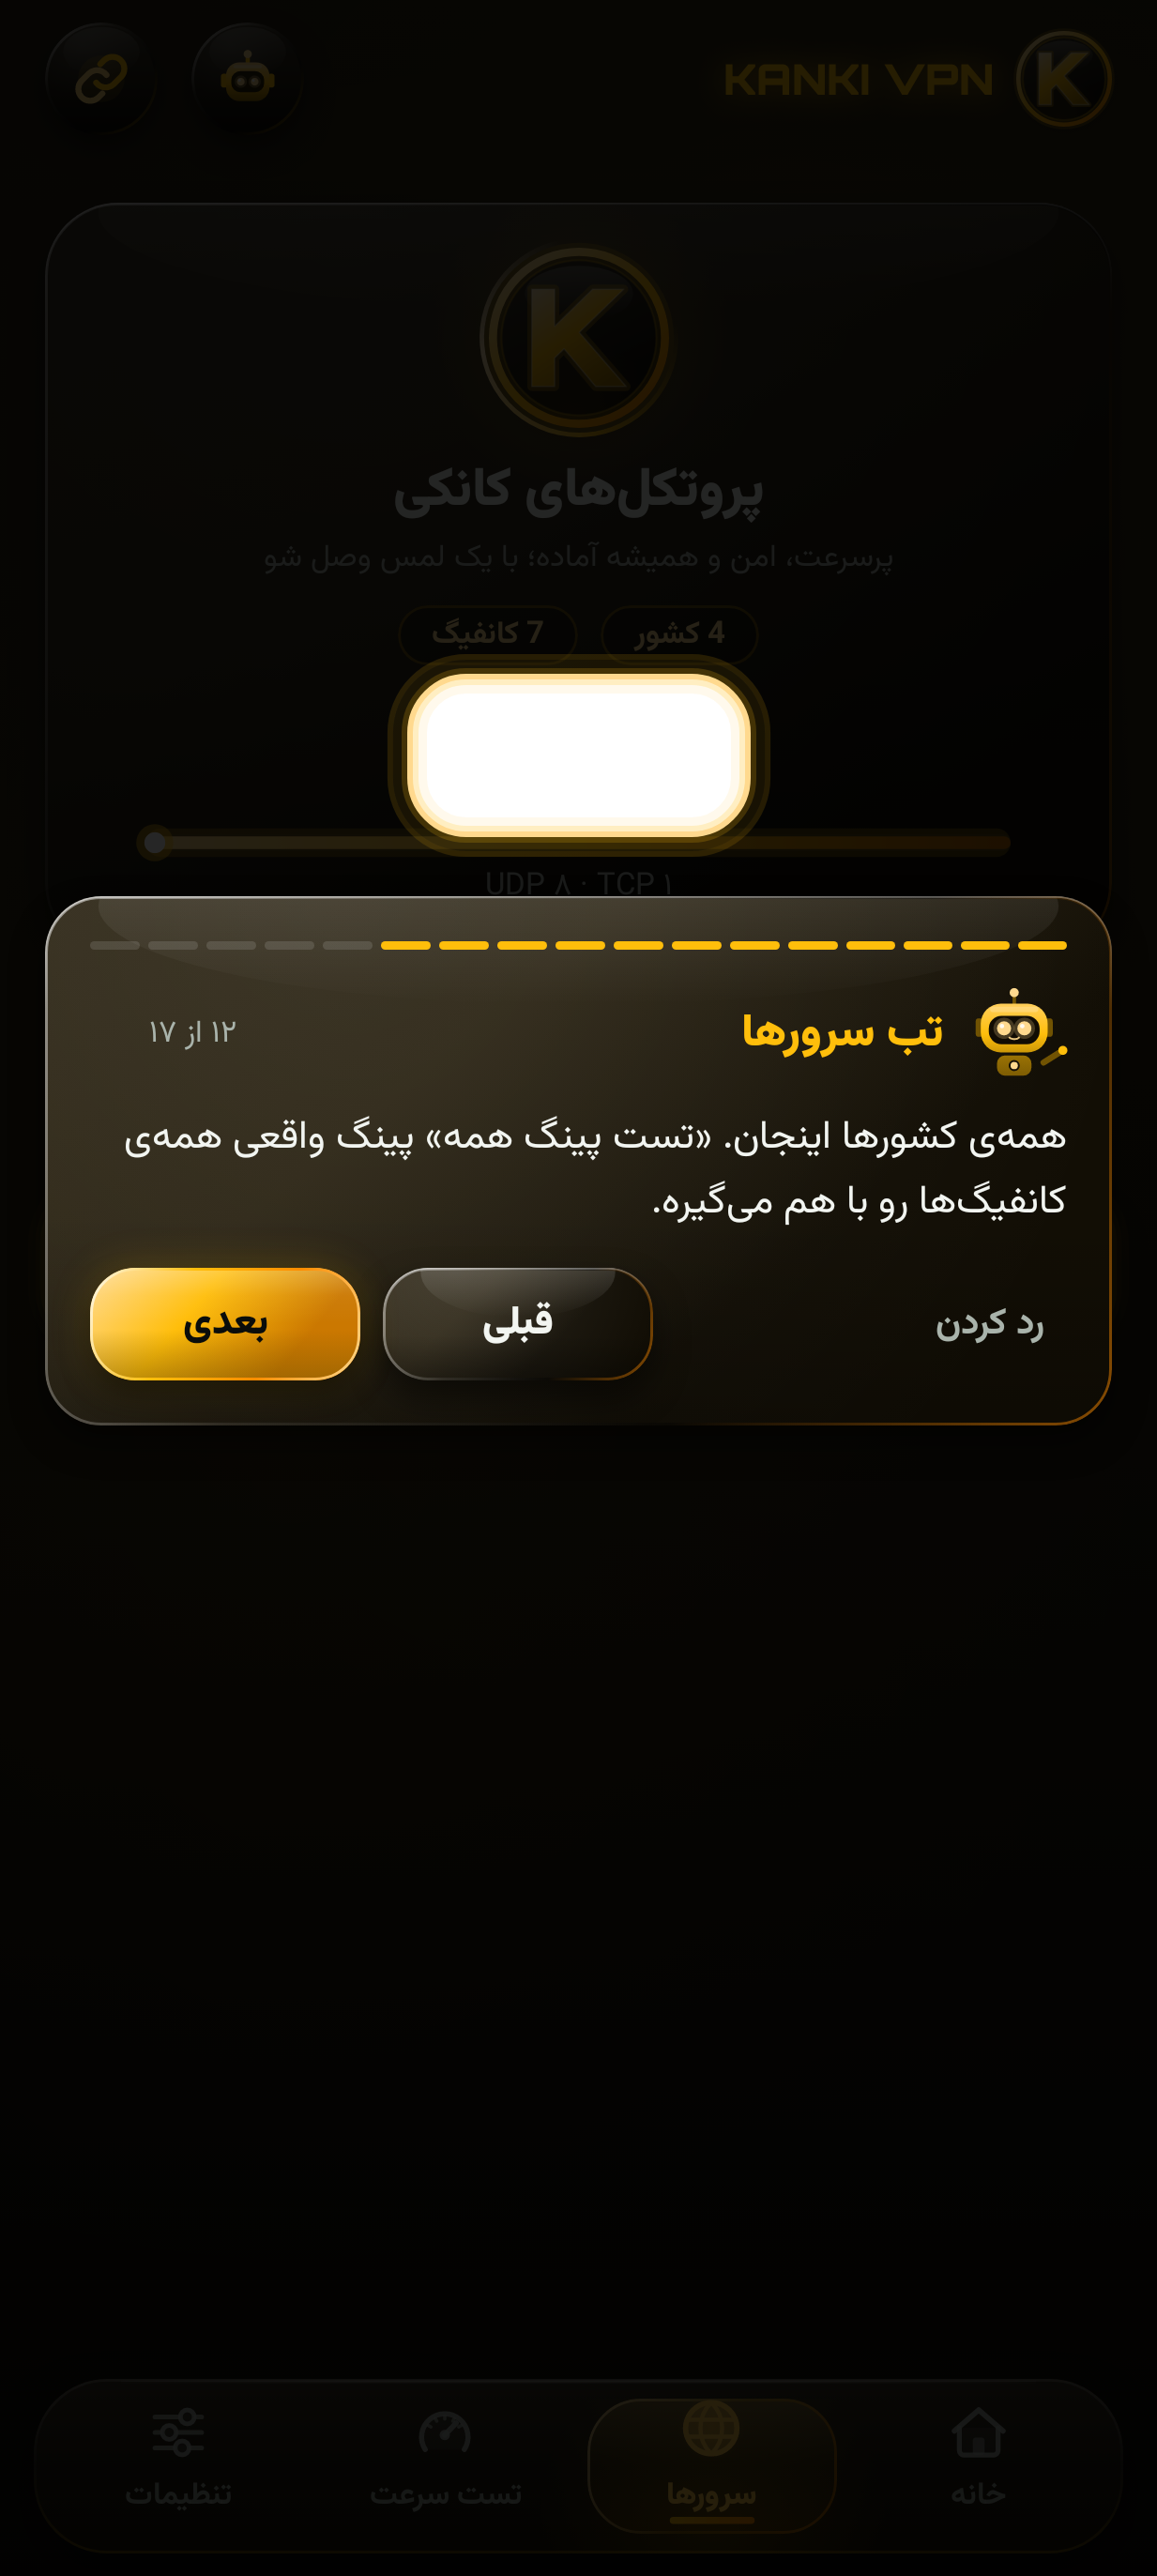 KANKI VPN
K
K
پروتکل‌های کانکی
پرسرعت، امن و همیشه آماده؛ با یک لمس وصل شو
4 کشور
7 کانفیگ
UDP ۸ · TCP ۱
تب سرورها
۱۲ از ۱۷
همه‌ی کشورها اینجان. «تست پینگ همه» پینگ واقعی همه‌ی
کانفیگ‌ها رو با هم می‌گیره.
رد کردن
قبلی
بعدی
خانه
سرورها
تست سرعت
تنظیمات